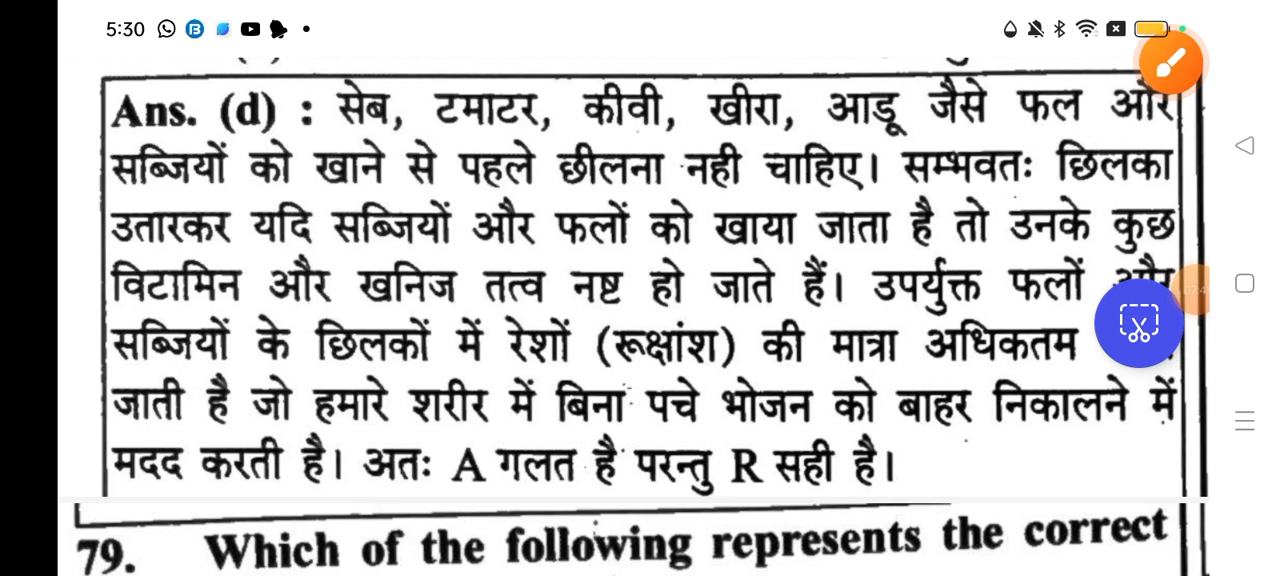 5:30
Ans. (d) : सेब, टमाटर, कीवी, खीरा, आडू जैसे फल और
सब्जियों को खाने से पहले छीलना नही चाहिए। सम्भवतः छिलका
उतारकर यदि सब्जियों और फलों को खाया जाता है तो उनके कुछ
विटामिन और खनिज तत्व नष्ट हो जाते हैं। उपर्युक्त फलों और
सब्जियों के छिलकों में रेशों (रूक्षांश) की मात्रा अधिकतम
जाती है जो हमारे शरीर में बिना पचे भोजन को बाहर निकालने में
मदद करती है। अतः A गलत है परन्तु R सही है।
79. Which of the following represents the correct